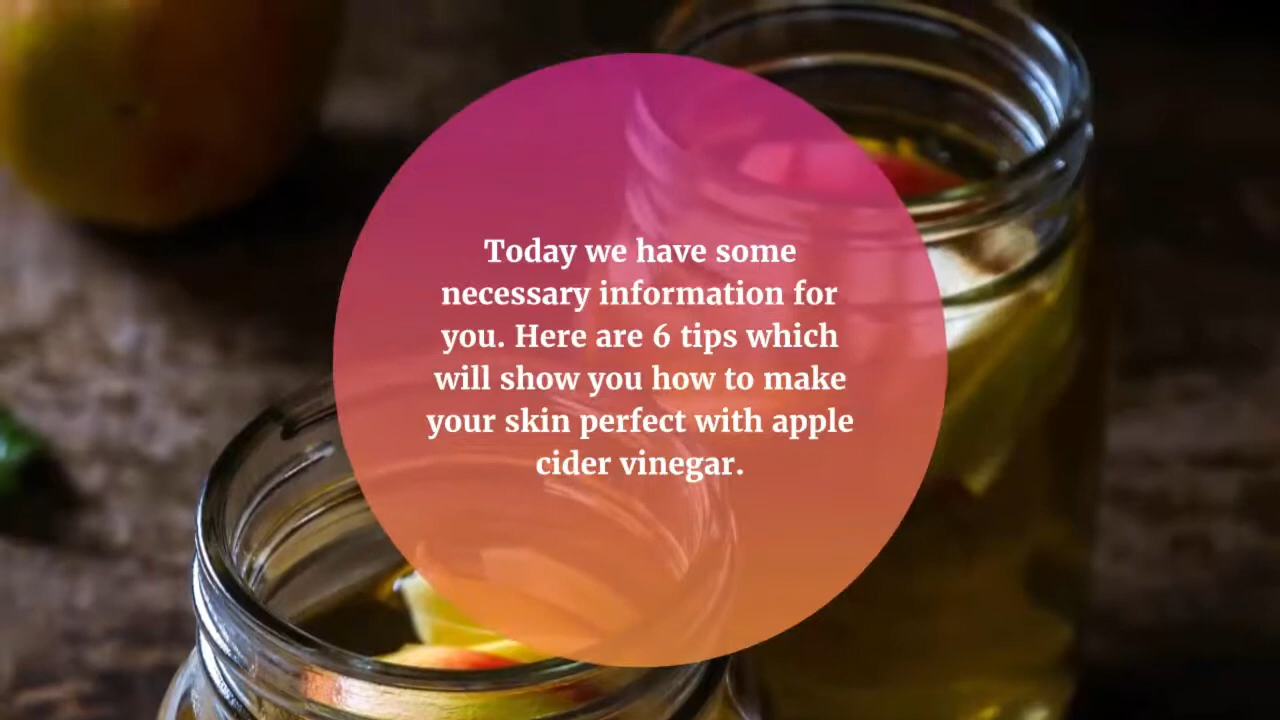 Today we have some
necessary information for
you. Here are 6 tips which
will show you how to make
your skin perfect with apple
cider vinegar.